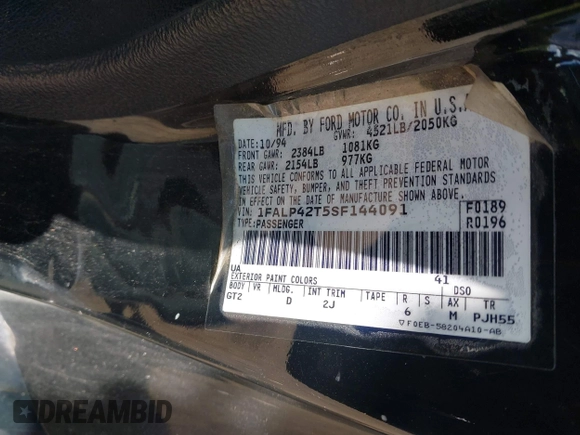 MFD. BY FORD MOTOR CO. IN U.S.A
DATE: 10/94 GVWR: 4521LB/2050KG
FRONT GAWR: 2384LB 1081KG
REAR GAWR: 2154LB 977KG
THIS VEHICLE CONFORMS TO ALL APPLICABLE FEDERAL MOTOR
VEHICLE SAFETY, BUMPER, AND THEFT PREVENTION STANDARDS
IN EFFECT ON THE DATE OF MANUFACTURE SHOWN ABOVE.
VIN: 1FALP42T5SF144091 F0189
TYPE: PASSENGER R0196
UA 41
EXTERIOR PAINT COLORS DSO
BODY VR MLDG. INT TRIM TAPE R S AX TR
GT2 D 2J 6 M PJH55
▽ F0EB-58204A10-AB
DREAMBID